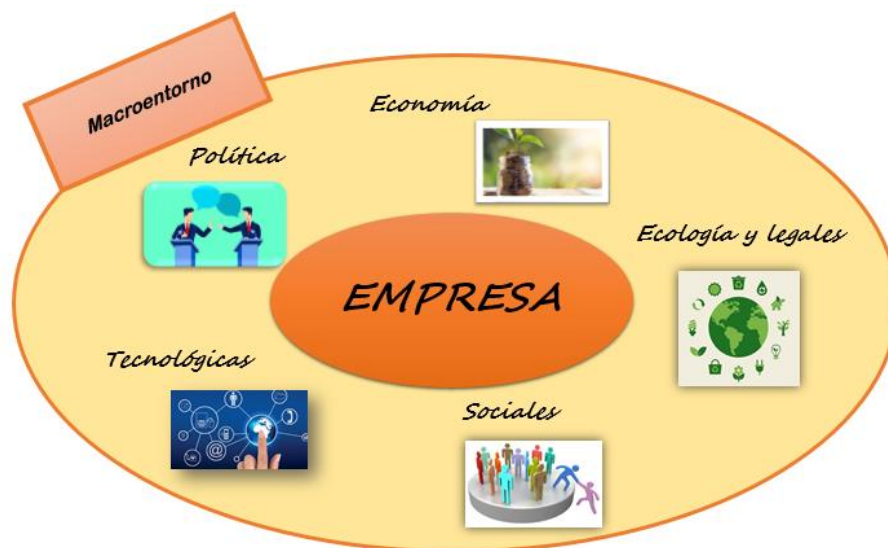 Macroentorno
Economía
Política
Ecología y legales
EMPRESA
Tecnológicas
Sociales
@